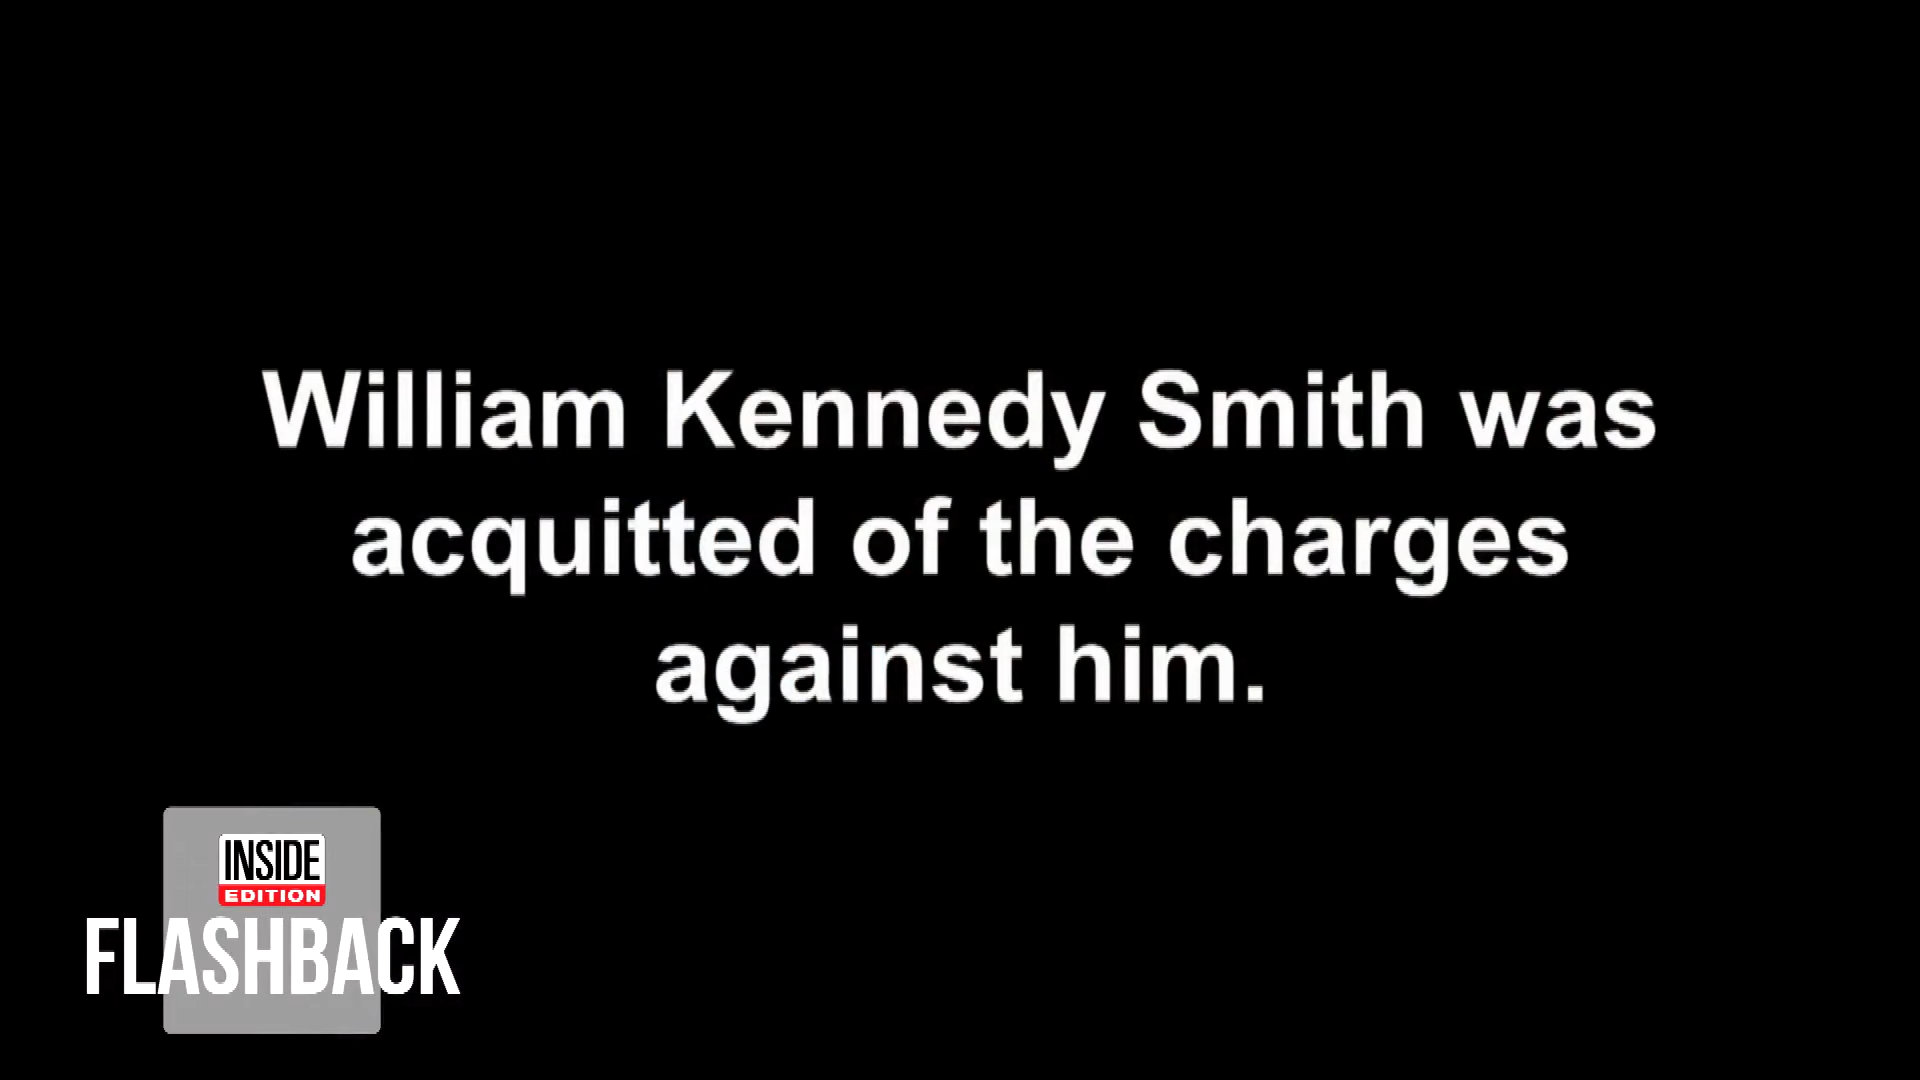 William Kennedy Smith was
acquitted of the charges
against him.
INSIDE
EDITION
FLASHBACK